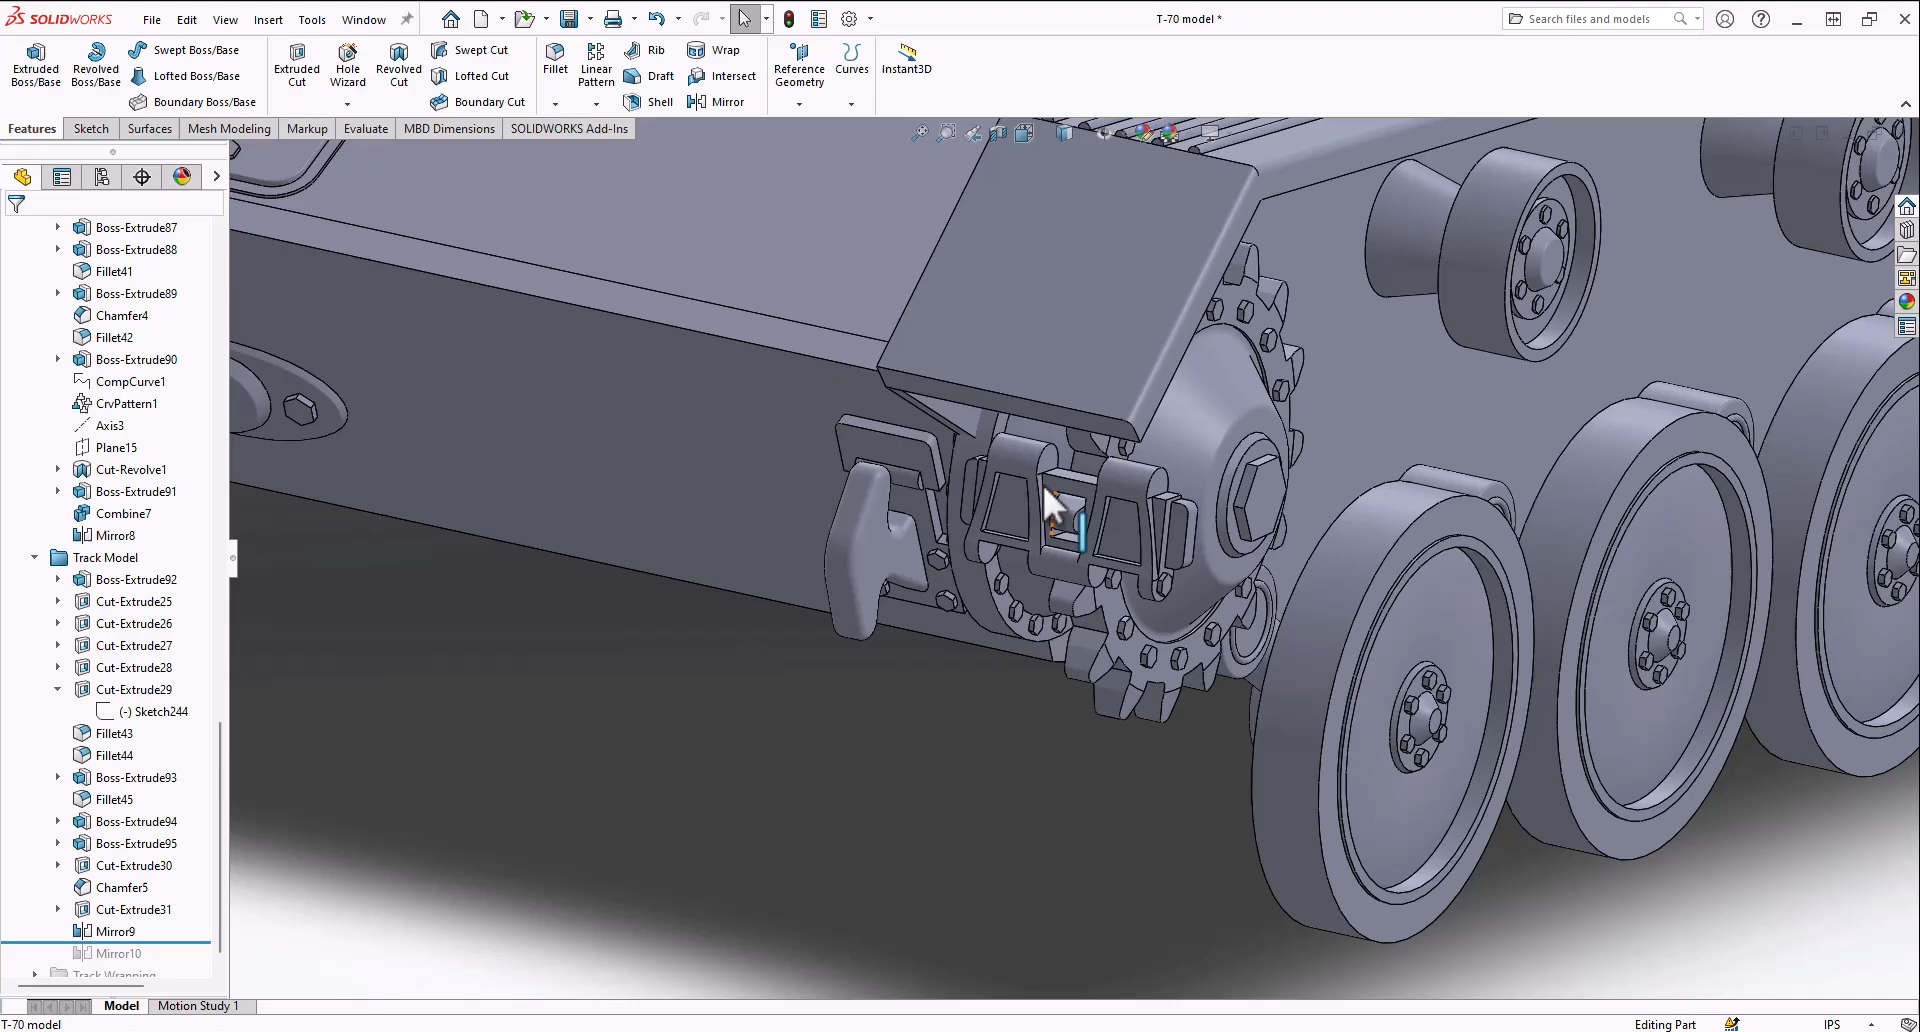 SOLIDWORKS File Edit View Insert Tools Window
T-70 model *
Search files and models
Extruded Boss/Base
Revolved Boss/Base
Swept Boss/Base
Lofted Boss/Base
Boundary Boss/Base
Extruded Cut
Hole Wizard
Revolved Cut
Swept Cut
Lofted Cut
Boundary Cut
Fillet
Linear Pattern
Rib
Draft
Shell
Wrap
Intersect
Mirror
Reference Geometry
Curves
Instant3D
Features Sketch Surfaces Mesh Modeling Markup Evaluate MBD Dimensions SOLIDWORKS Add-Ins
Boss-Extrude87
Boss-Extrude88
Fillet41
Boss-Extrude89
Chamfer4
Fillet42
Boss-Extrude90
CompCurve1
CrvPattern1
Axis3
Plane15
Cut-Revolve1
Boss-Extrude91
Combine7
Mirror8
Track Model
Boss-Extrude92
Cut-Extrude25
Cut-Extrude26
Cut-Extrude27
Cut-Extrude28
Cut-Extrude29
(-) Sketch244
Fillet43
Fillet44
Boss-Extrude93
Fillet45
Boss-Extrude94
Boss-Extrude95
Cut-Extrude30
Chamfer5
Cut-Extrude31
Mirror9
Mirror10
Track Wrapping
Model Motion Study 1
T-70 model
Editing Part
IPS